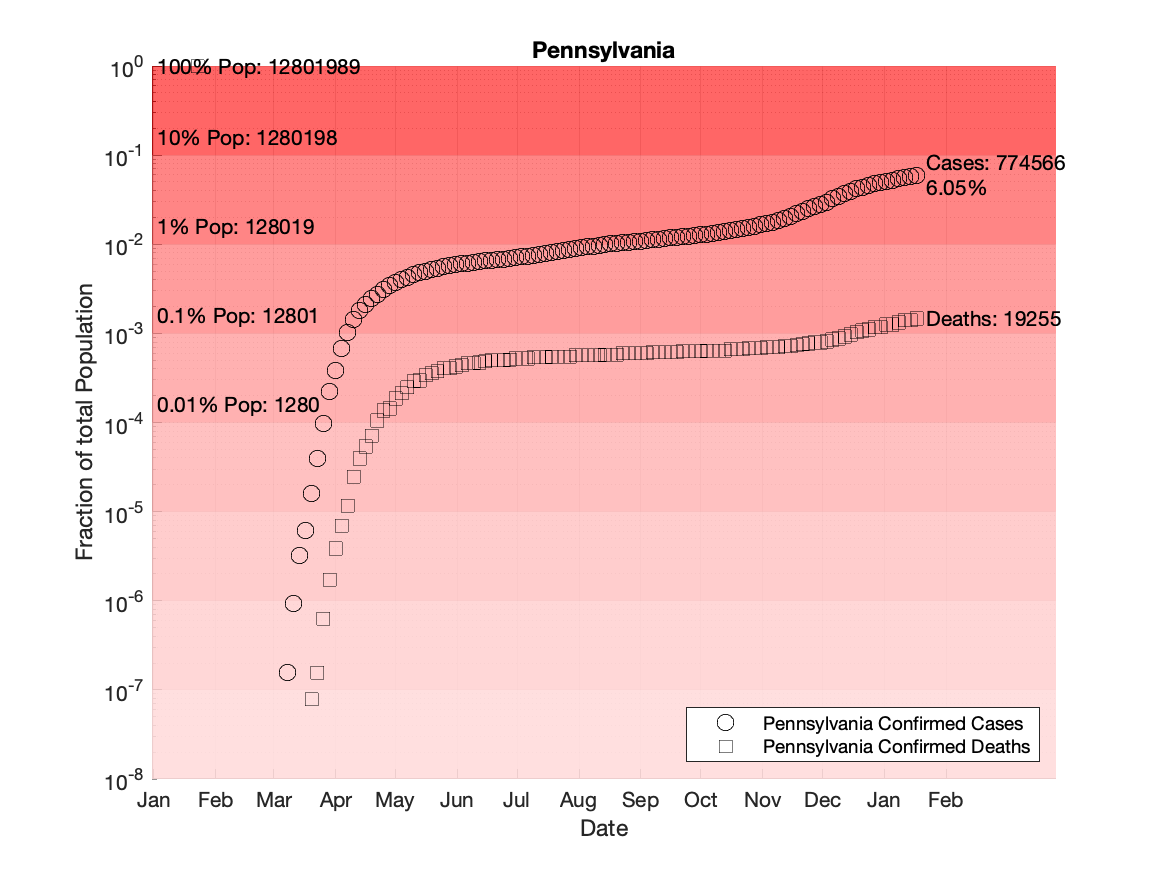 Pennsylvania
10^0
100% Pop: 12801989
10% Pop: 1280198
10^-1
Cases: 774566
6.05%
1% Pop: 128019
10^-2
0.1% Pop: 12801
Deaths: 19255
10^-3
0.01% Pop: 1280
10^-4
10^-5
10^-6
10^-7
10^-8
Fraction of total Population
Pennsylvania Confirmed Cases
Pennsylvania Confirmed Deaths
Jan Feb Mar Apr May Jun Jul Aug Sep Oct Nov Dec Jan Feb
Date